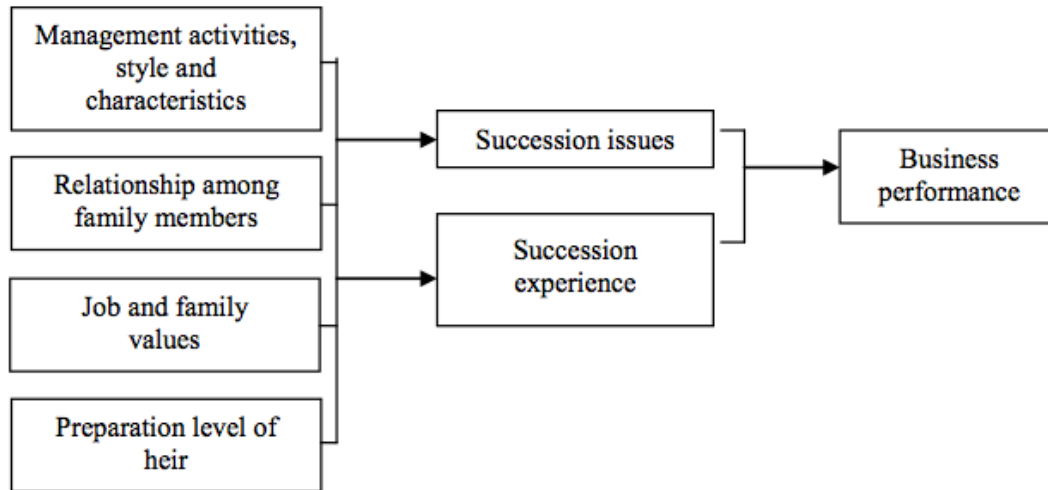 Management activities,
style and
characteristics
Relationship among
family members
Job and family
values
Preparation level of
heir
Succession issues
Succession
experience
Business
performance